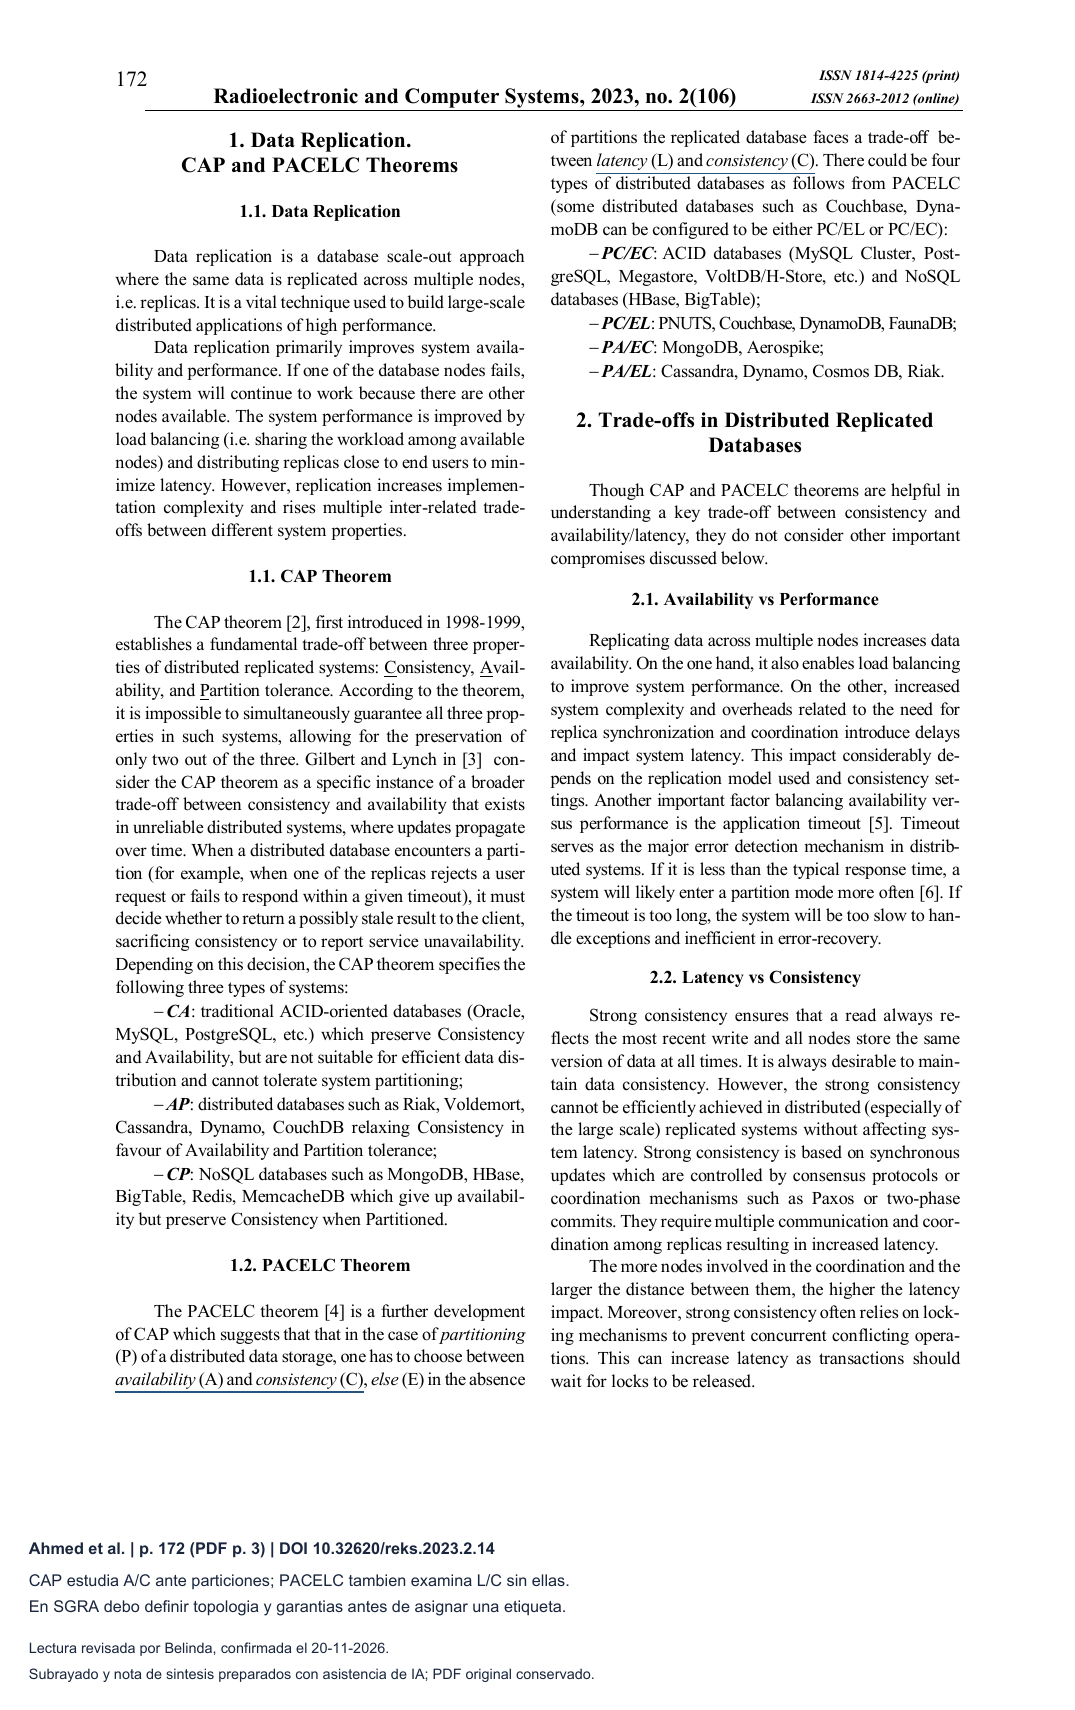 172
ISSN 1814-4225 (print)
Radioelectronic and Computer Systems, 2023, no. 2(106)
ISSN 2663-2012 (online)
1. Data Replication.
CAP and PACELC Theorems
1.1. Data Replication
Data replication is a database scale-out approach
where the same data is replicated across multiple nodes,
i.e. replicas. It is a vital technique used to build large-scale
distributed applications of high performance.
Data replication primarily improves system availa-
bility and performance. If one of the database nodes fails,
the system will continue to work because there are other
nodes available. The system performance is improved by
load balancing (i.e. sharing the workload among available
nodes) and distributing replicas close to end users to min-
imize latency. However, replication increases implemen-
tation complexity and rises multiple inter-related trade-
offs between different system properties.
1.1. CAP Theorem
The CAP theorem [2], first introduced in 1998-1999,
establishes a fundamental trade-off between three proper-
ties of distributed replicated systems: Consistency, Avail-
ability, and Partition tolerance. According to the theorem,
it is impossible to simultaneously guarantee all three prop-
erties in such systems, allowing for the preservation of
only two out of the three. Gilbert and Lynch in [3] con-
sider the CAP theorem as a specific instance of a broader
trade-off between consistency and availability that exists
in unreliable distributed systems, where updates propagate
over time. When a distributed database encounters a parti-
tion (for example, when one of the replicas rejects a user
request or fails to respond within a given timeout), it must
decide whether to return a possibly stale result to the client,
sacrificing consistency or to report service unavailability.
Depending on this decision, the CAP theorem specifies the
following three types of systems:
– CA: traditional ACID-oriented databases (Oracle,
MySQL, PostgreSQL, etc.) which preserve Consistency
and Availability, but are not suitable for efficient data dis-
tribution and cannot tolerate system partitioning;
– AP: distributed databases such as Riak, Voldemort,
Cassandra, Dynamo, CouchDB relaxing Consistency in
favour of Availability and Partition tolerance;
– CP: NoSQL databases such as MongoDB, HBase,
BigTable, Redis, MemcacheDB which give up availabil-
ity but preserve Consistency when Partitioned.
1.2. PACELC Theorem
The PACELC theorem [4] is a further development
of CAP which suggests that that in the case of partitioning
(P) of a distributed data storage, one has to choose between
availability (A) and consistency (C), else (E) in the absence
of partitions the replicated database faces a trade-off be-
tween latency (L) and consistency (C). There could be four
types of distributed databases as follows from PACELC
(some distributed databases such as Couchbase, Dyna-
moDB can be configured to be either PC/EL or PC/EC):
– PC/EC: ACID databases (MySQL Cluster, Post-
greSQL, Megastore, VoltDB/H-Store, etc.) and NoSQL
databases (HBase, BigTable);
– PC/EL: PNUTS, Couchbase, DynamoDB, FaunaDB;
– PA/EC: MongoDB, Aerospike;
– PA/EL: Cassandra, Dynamo, Cosmos DB, Riak.
2. Trade-offs in Distributed Replicated
Databases
Though CAP and PACELC theorems are helpful in
understanding a key trade-off between consistency and
availability/latency, they do not consider other important
compromises discussed below.
2.1. Availability vs Performance
Replicating data across multiple nodes increases data
availability. On the one hand, it also enables load balancing
to improve system performance. On the other, increased
system complexity and overheads related to the need for
replica synchronization and coordination introduce delays
and impact system latency. This impact considerably de-
pends on the replication model used and consistency set-
tings. Another important factor balancing availability ver-
sus performance is the application timeout [5]. Timeout
serves as the major error detection mechanism in distrib-
uted systems. If it is less than the typical response time, a
system will likely enter a partition mode more often [6]. If
the timeout is too long, the system will be too slow to han-
dle exceptions and inefficient in error-recovery.
2.2. Latency vs Consistency
Strong consistency ensures that a read always re-
flects the most recent write and all nodes store the same
version of data at all times. It is always desirable to main-
tain data consistency. However, the strong consistency
cannot be efficiently achieved in distributed (especially of
the large scale) replicated systems without affecting sys-
tem latency. Strong consistency is based on synchronous
updates which are controlled by consensus protocols or
coordination mechanisms such as Paxos or two-phase
commits. They require multiple communication and coor-
dination among replicas resulting in increased latency.
The more nodes involved in the coordination and the
larger the distance between them, the higher the latency
impact. Moreover, strong consistency often relies on lock-
ing mechanisms to prevent concurrent conflicting opera-
tions. This can increase latency as transactions should
wait for locks to be released.
Ahmed et al. | p. 172 (PDF p. 3) | DOI 10.32620/reks.2023.2.14
CAP estudia A/C ante particiones; PACELC tambien examina L/C sin ellas.
En SGRA debo definir topologia y garantias antes de asignar una etiqueta.
Lectura revisada por Belinda, confirmada el 20-11-2026.
Subrayado y nota de sintesis preparados con asistencia de IA; PDF original conservado.